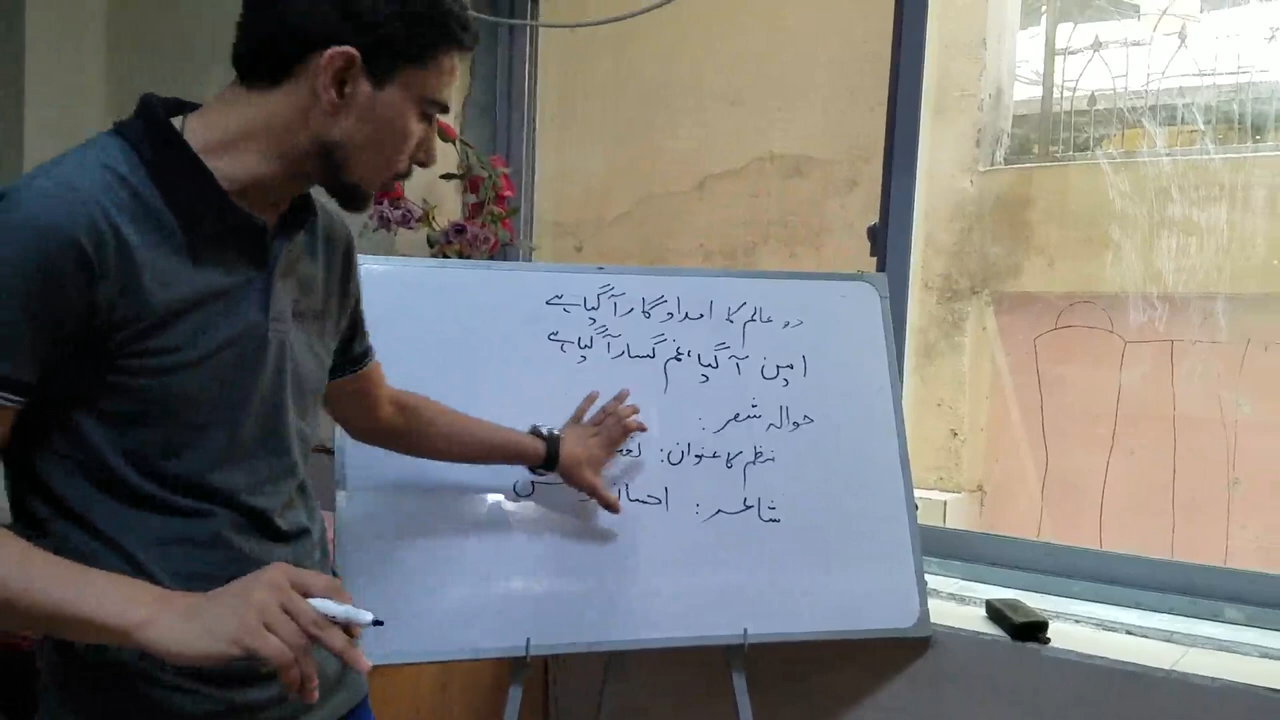 دو عالم کا امداد گار آ گیا ہے
امین آ گیا، غم گسار آ گیا ہے
حوالہ شعر :
نظم کا عنوان :
شاعر :